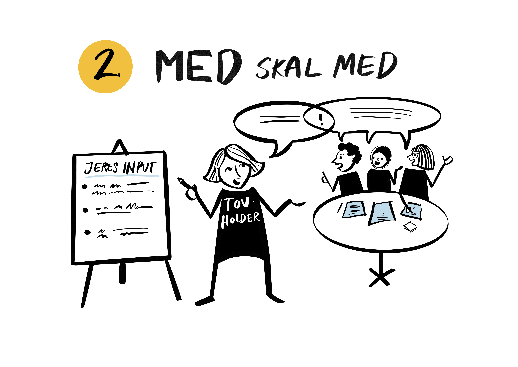 2 MED SKAL MED
!
JERES INPUT
TOV
HOLDER